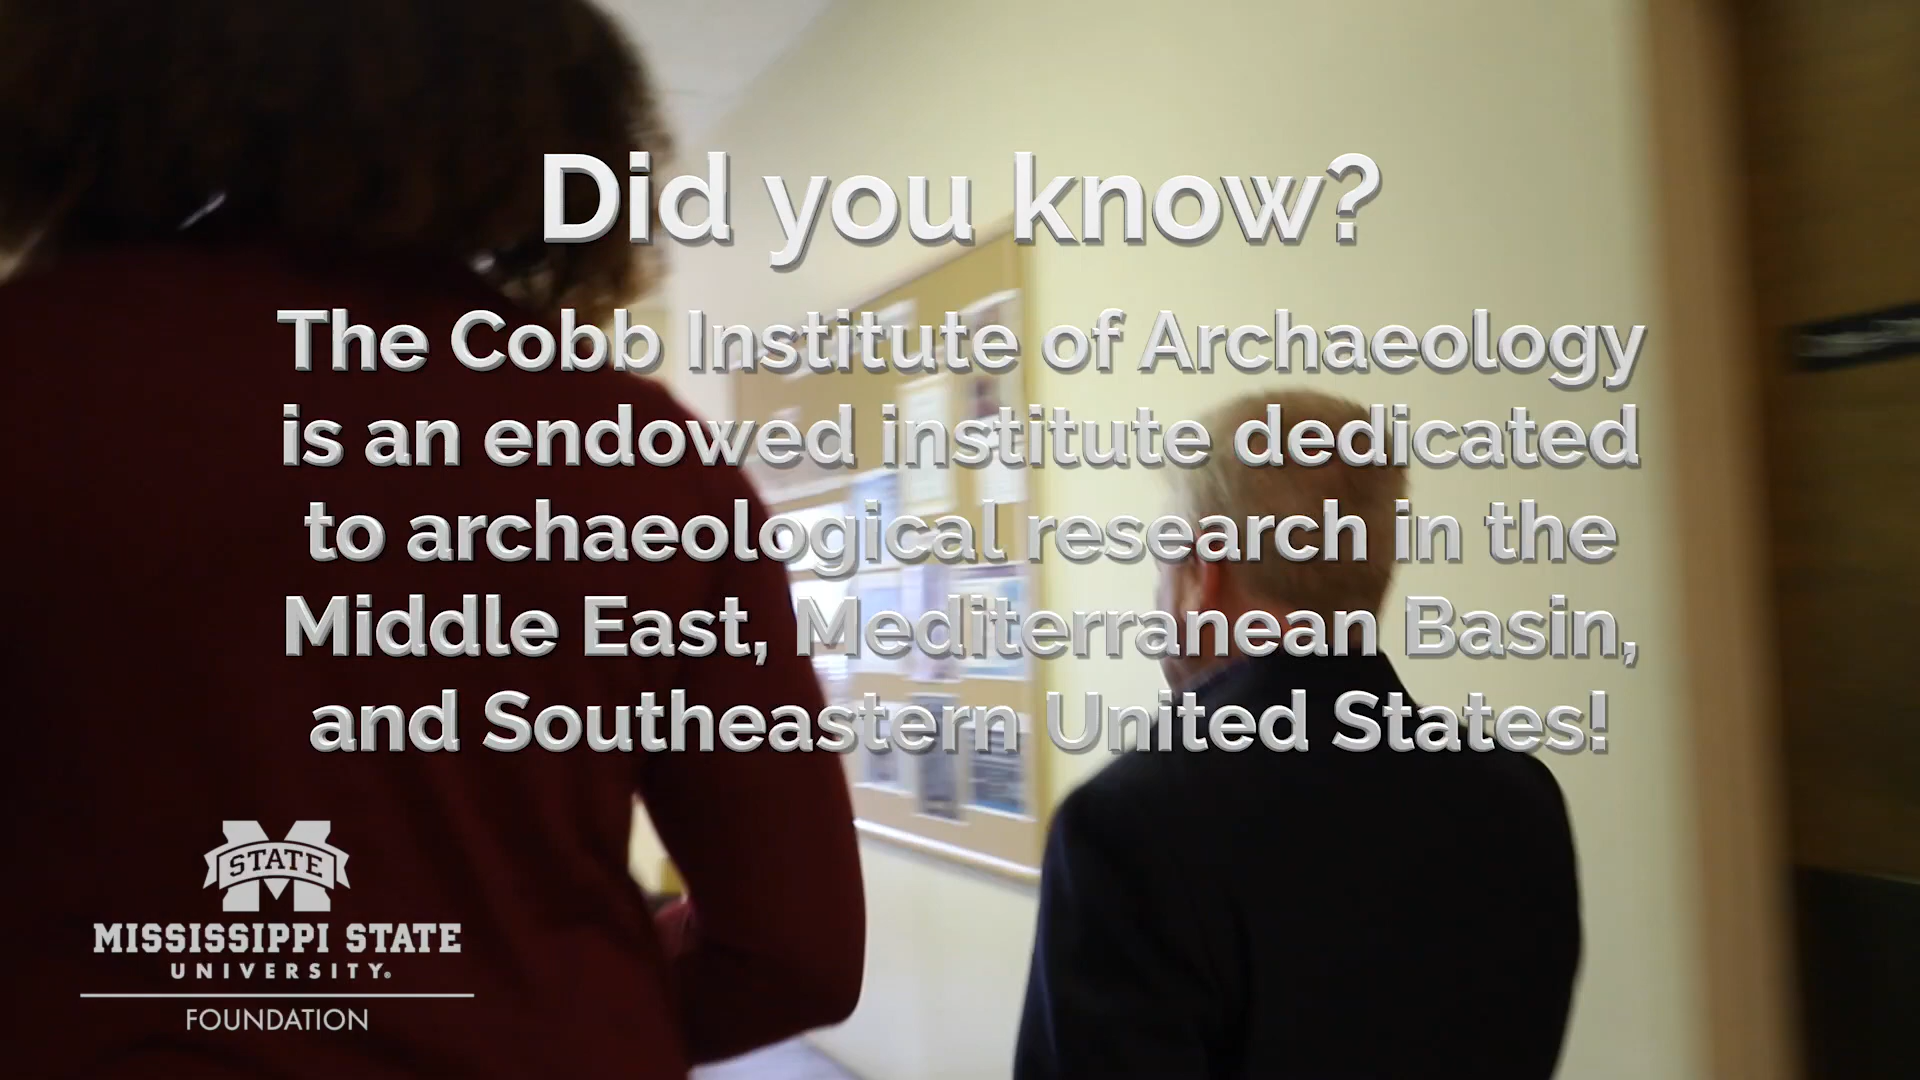 Did you know?
The Cobb Institute of Archaeology
is an endowed institute dedicated
to archaeological research in the
Middle East, Mediterranean Basin,
and Southeastern United States!
STATE
MISSISSIPPI STATE
UNIVERSITY®
FOUNDATION